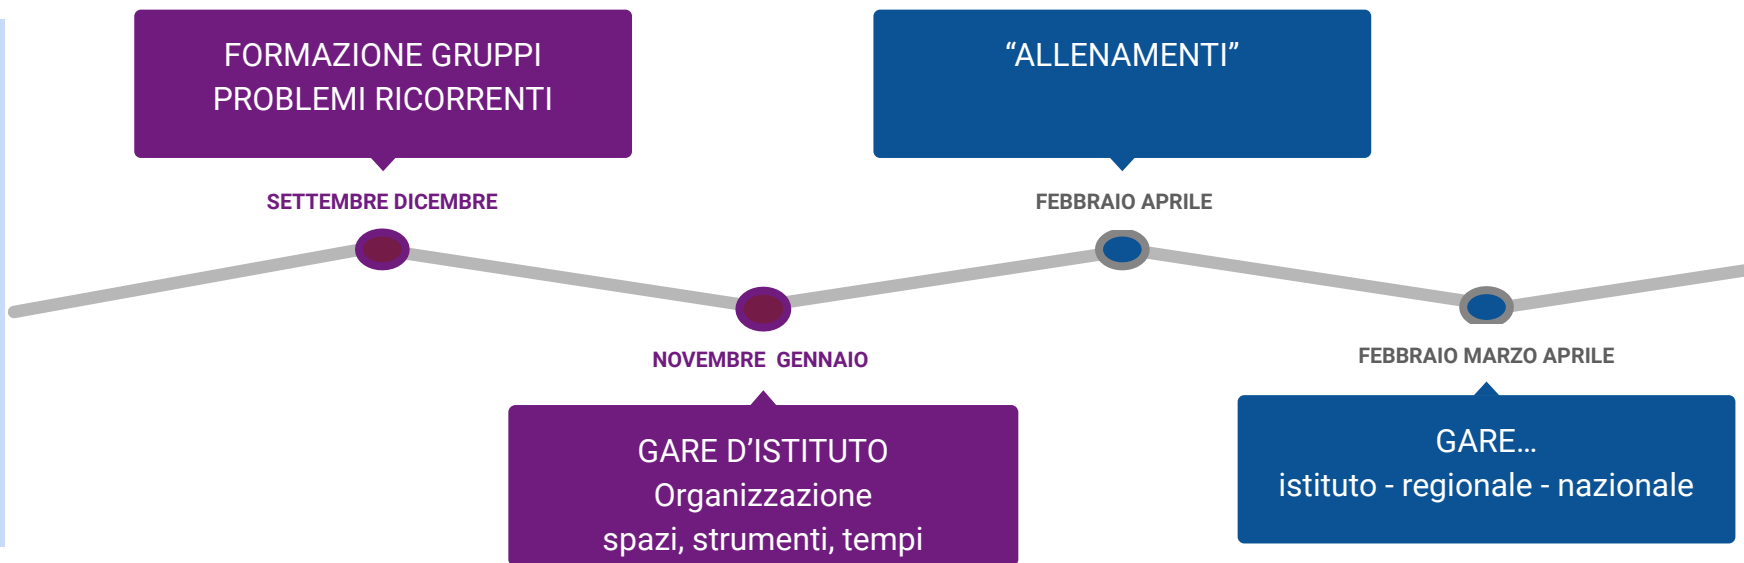 FORMAZIONE GRUPPI
PROBLEMI RICORRENTI
SETTEMBRE DICEMBRE
NOVEMBRE  GENNAIO
GARE D’ISTITUTO
Organizzazione
spazi, strumenti, tempi
“ALLENAMENTI”
FEBBRAIO APRILE
FEBBRAIO MARZO APRILE
GARE…
istituto - regionale - nazionale